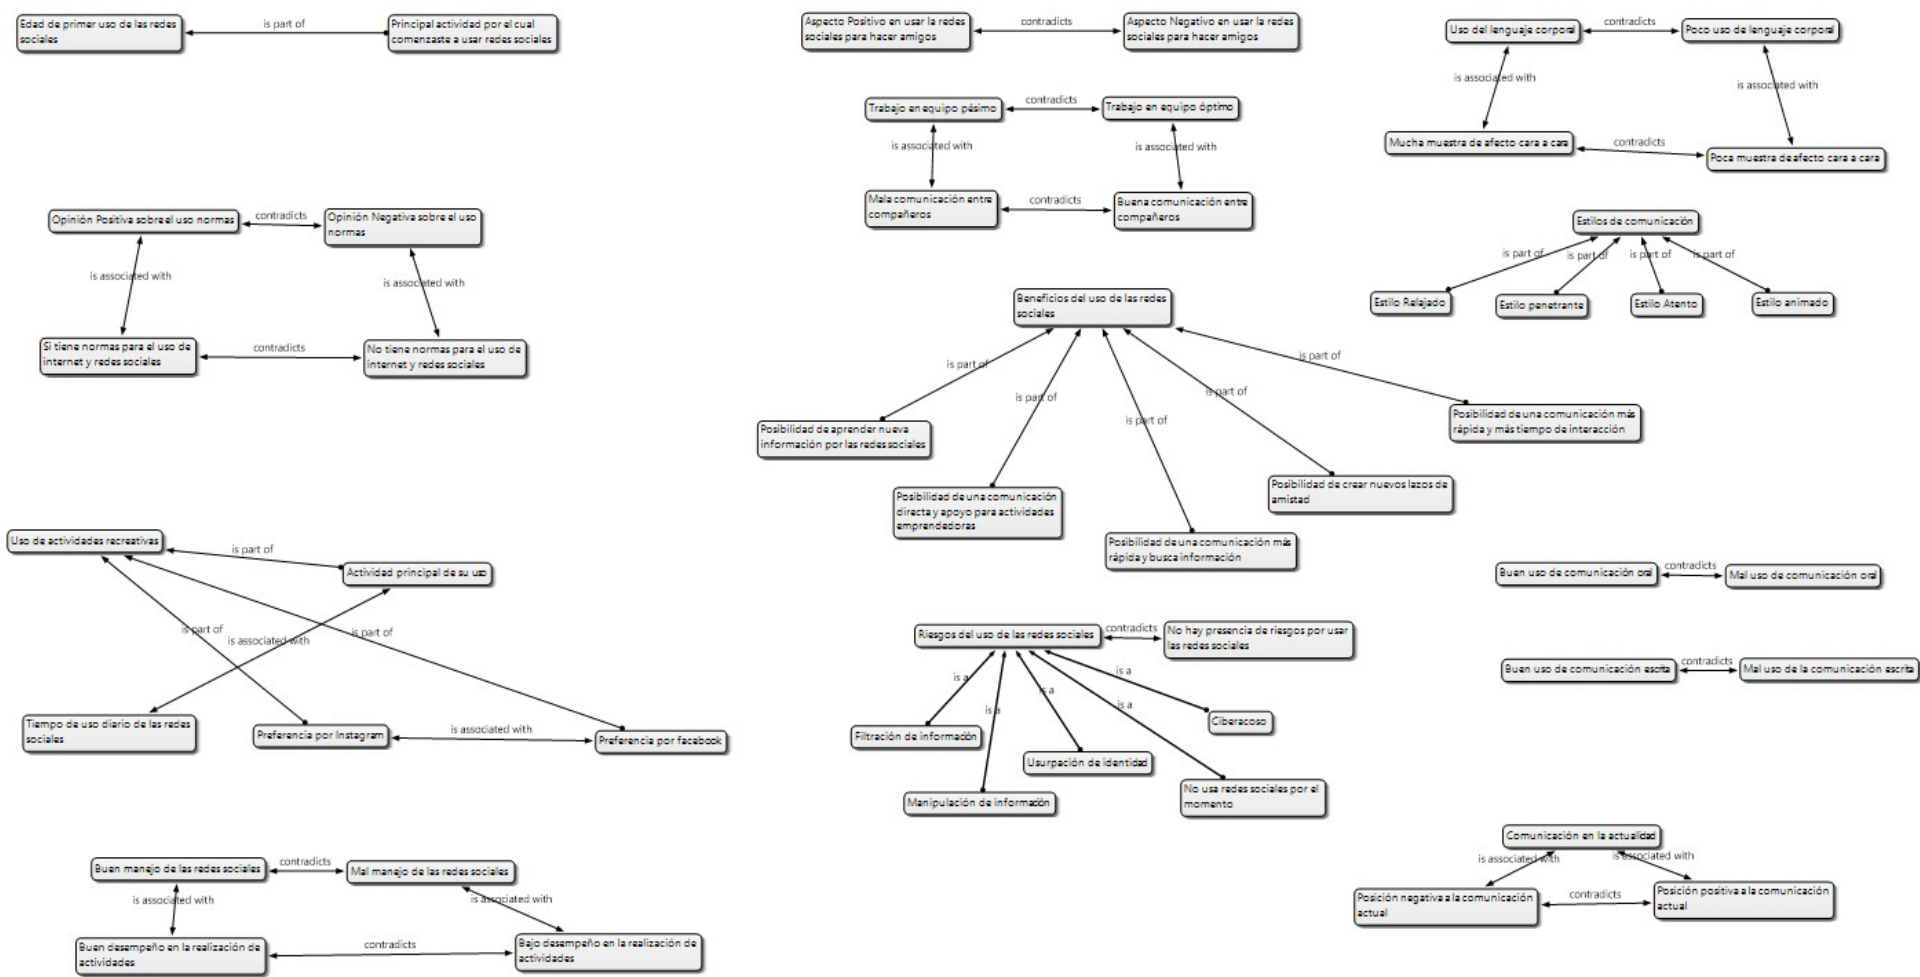 Edad de primer uso de las redes
sociales
is part of
Principal actividad por el cual
comenzaste a usar redes sociales
Opinión Positiva sobre el uso normas
contradicts
Opinión Negativa sobre el uso
normas
is associated with
is associated with
Si tiene normas para el uso de
internet y redes sociales
contradicts
No tiene normas para el uso de
internet y redes sociales
Uso de actividades recreativas
is part of
Actividad principal de su uso
is part of
is associated with
is part of
Tiempo de uso diario de las redes
sociales
Preferencia por Instagram
is associated with
Preferencia por facebook
Buen manejo de las redes sociales
contradicts
Mal manejo de las redes sociales
is associated with
is associated with
Buen desempeño en la realización de
actividades
contradicts
Bajo desempeño en la realización de
actividades
Aspecto Positivo en usar la redes
sociales para hacer amigos
contradicts
Aspecto Negativo en usar la redes
sociales para hacer amigos
Trabajo en equipo pésimo
contradicts
Trabajo en equipo óptimo
is associated with
is associated with
Mala comunicación entre
compañeros
contradicts
Buena comunicación entre
compañeros
Beneficios del uso de las redes
sociales
is part of
is part of
is part of
is part of
is part of
Posibilidad de aprender nueva
información por las redes sociales
Posibilidad de una comunicación
directa y apoyo para actividades
emprendedoras
Posibilidad de una comunicación más
rápida y busca información
Posibilidad de crear nuevos lazos de
amistad
Posibilidad de una comunicación más
rápida y más tiempo de interacción
Riesgos del uso de las redes sociales
contradicts
No hay presencia de riesgos por usar
las redes sociales
is a
is a
is a
is a
is a
Filtración de información
Manipulación de información
Usurpación de identidad
No usa redes sociales por el
momento
Ciberacoso
Uso del lenguaje corporal
contradicts
Poco uso de lenguaje corporal
is associated with
is associated with
Mucha muestra de afecto cara a cara
contradicts
Poca muestra de afecto cara a cara
Estilos de comunicación
is part of
is part of
is part of
is part of
Estilo Relajado
Estilo penetrante
Estilo Atento
Estilo animado
Buen uso de comunicación oral
contradicts
Mal uso de comunicación oral
Buen uso de comunicación escrita
contradicts
Mal uso de la comunicación escrita
Comunicación en la actualidad
is associated with
is associated with
Posición negativa a la comunicación
actual
contradicts
Posición positiva a la comunicación
actual